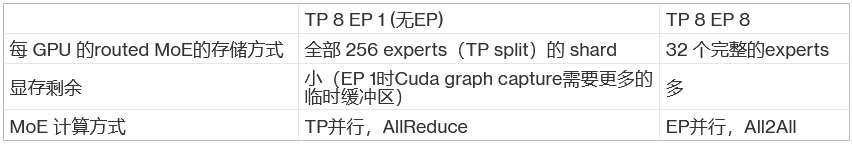 TP 8 EP 1 (无EP)
TP 8 EP 8
每 GPU 的routed MoE的存储方式
全部 256 experts（TP split）的 shard
32 个完整的experts
显存剩余
小（EP 1时Cuda graph capture需要更多的
临时缓冲区）
多
MoE 计算方式
TP并行，AllReduce
EP并行，All2All